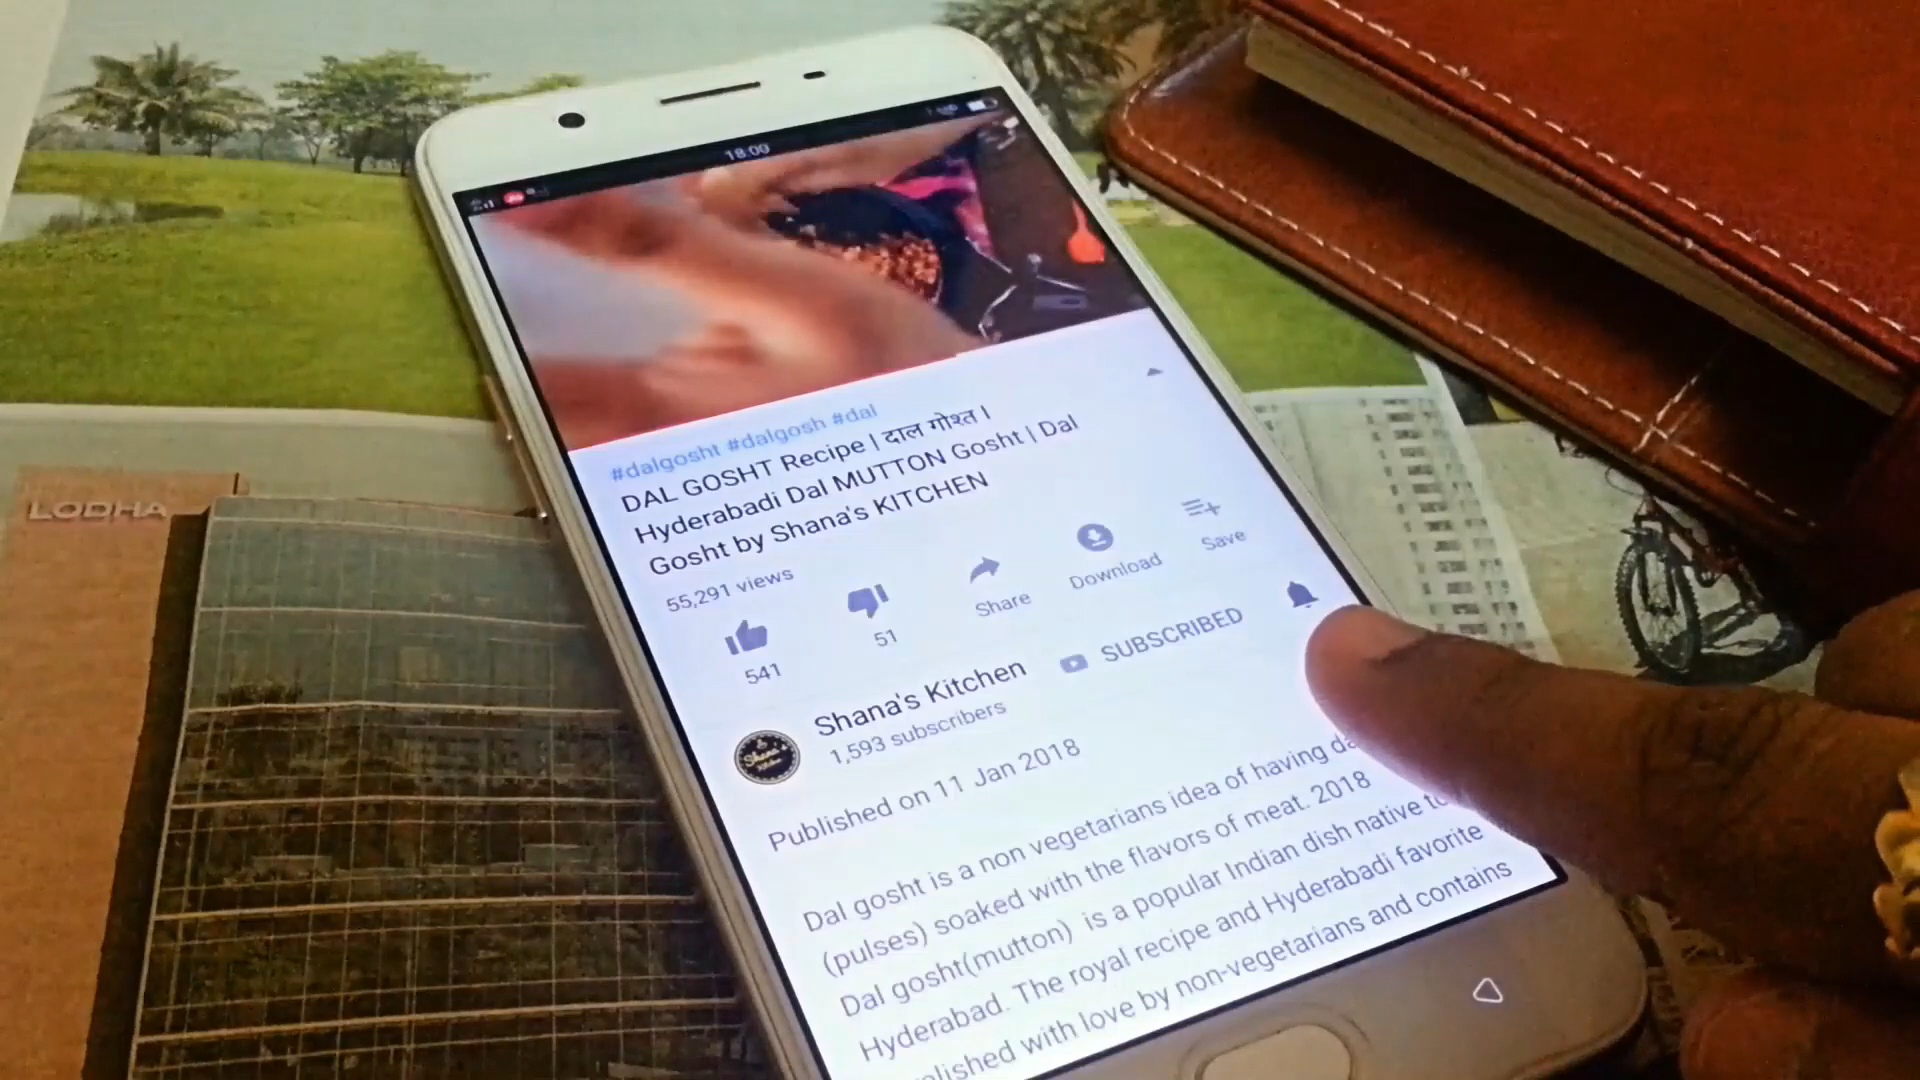 18:00
#dalgosht #dalgosh #dal
DAL GOSHT Recipe | दाल गोश्त |
Hyderabadi Dal MUTTON Gosht | Dal
Gosht by Shana's KITCHEN
55,291 views
541
51
Share
Download
Save
Shana's Kitchen
SUBSCRIBED
1,593 subscribers
Shana's
Published on 11 Jan 2018
Dal gosht is a non vegetarians idea of having
(pulses) soaked with the flavors of meat. 2018
Dal gosht(mutton) is a popular Indian dish native
Hyderabad. The royal recipe and Hyderabadi favorite
with love by non-vegetarians and contains
LODHA